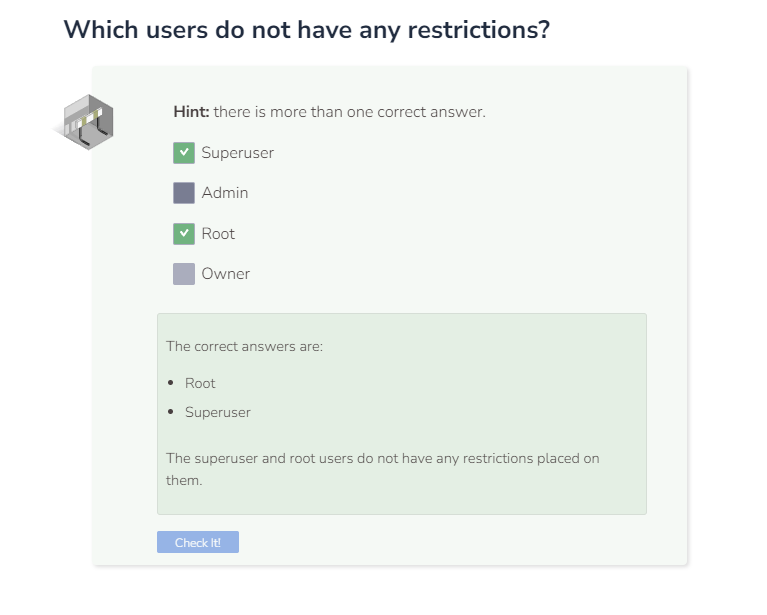 Which users do not have any restrictions?
Hint: there is more than one correct answer.
Superuser
Admin
Root
Owner
The correct answers are:
Root
Superuser
The superuser and root users do not have any restrictions placed on
them.
Check It!